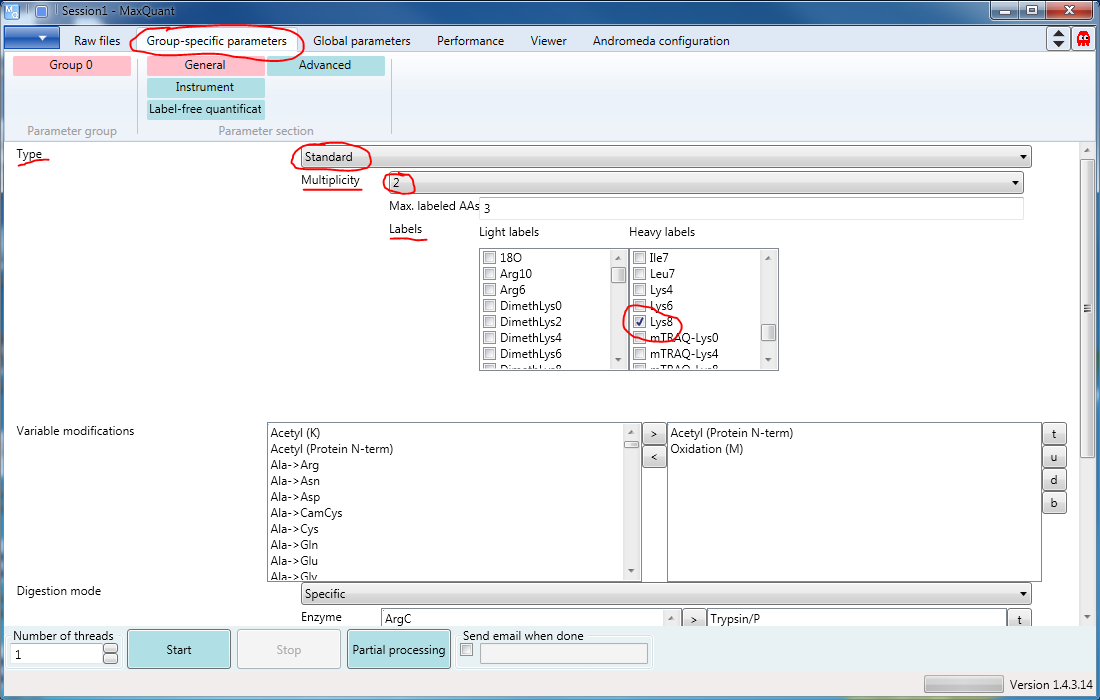 Session1 - MaxQuant
Raw files Group-specific parameters Global parameters Performance Viewer Andromeda configuration
Group 0 General Advanced
Instrument
Label-free quantificat
Parameter group Parameter section
Type Standard
Multiplicity 2
Max. labeled AAs 3
Labels Light labels Heavy labels
18O Ile7
Arg10 Leu7
Arg6 Lys4
DimethLys0 Lys6
DimethLys2 Lys8
DimethLys4 mTRAQ-Lys0
DimethLys6 mTRAQ-Lys4
DimethLys8 mTRAQ-Lys8
Variable modifications Acetyl (K) > Acetyl (Protein N-term) t
Acetyl (Protein N-term) Oxidation (M)
Ala->Arg < u
Ala->Asn d
Ala->Asp
Ala->CamCys b
Ala->Cys
Ala->Gln
Ala->Glu
Ala->Gly
Digestion mode Specific
Enzyme ArgC > Trypsin/P t
Number of threads Send email when done
1 Start Stop Partial processing
Version 1.4.3.14